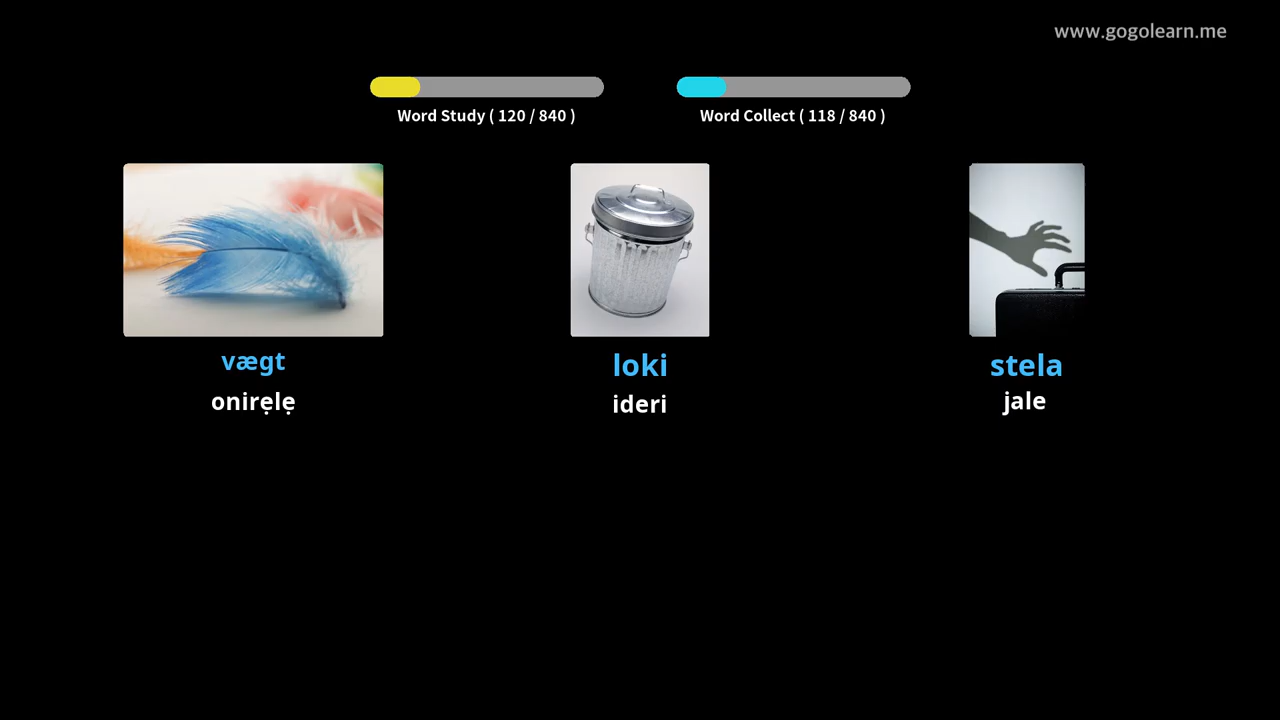 www.gogolearn.me
Word Study ( 120 / 840 )
Word Collect ( 118 / 840 )
vægt
loki
stela
onirẹlẹ
ideri
jale